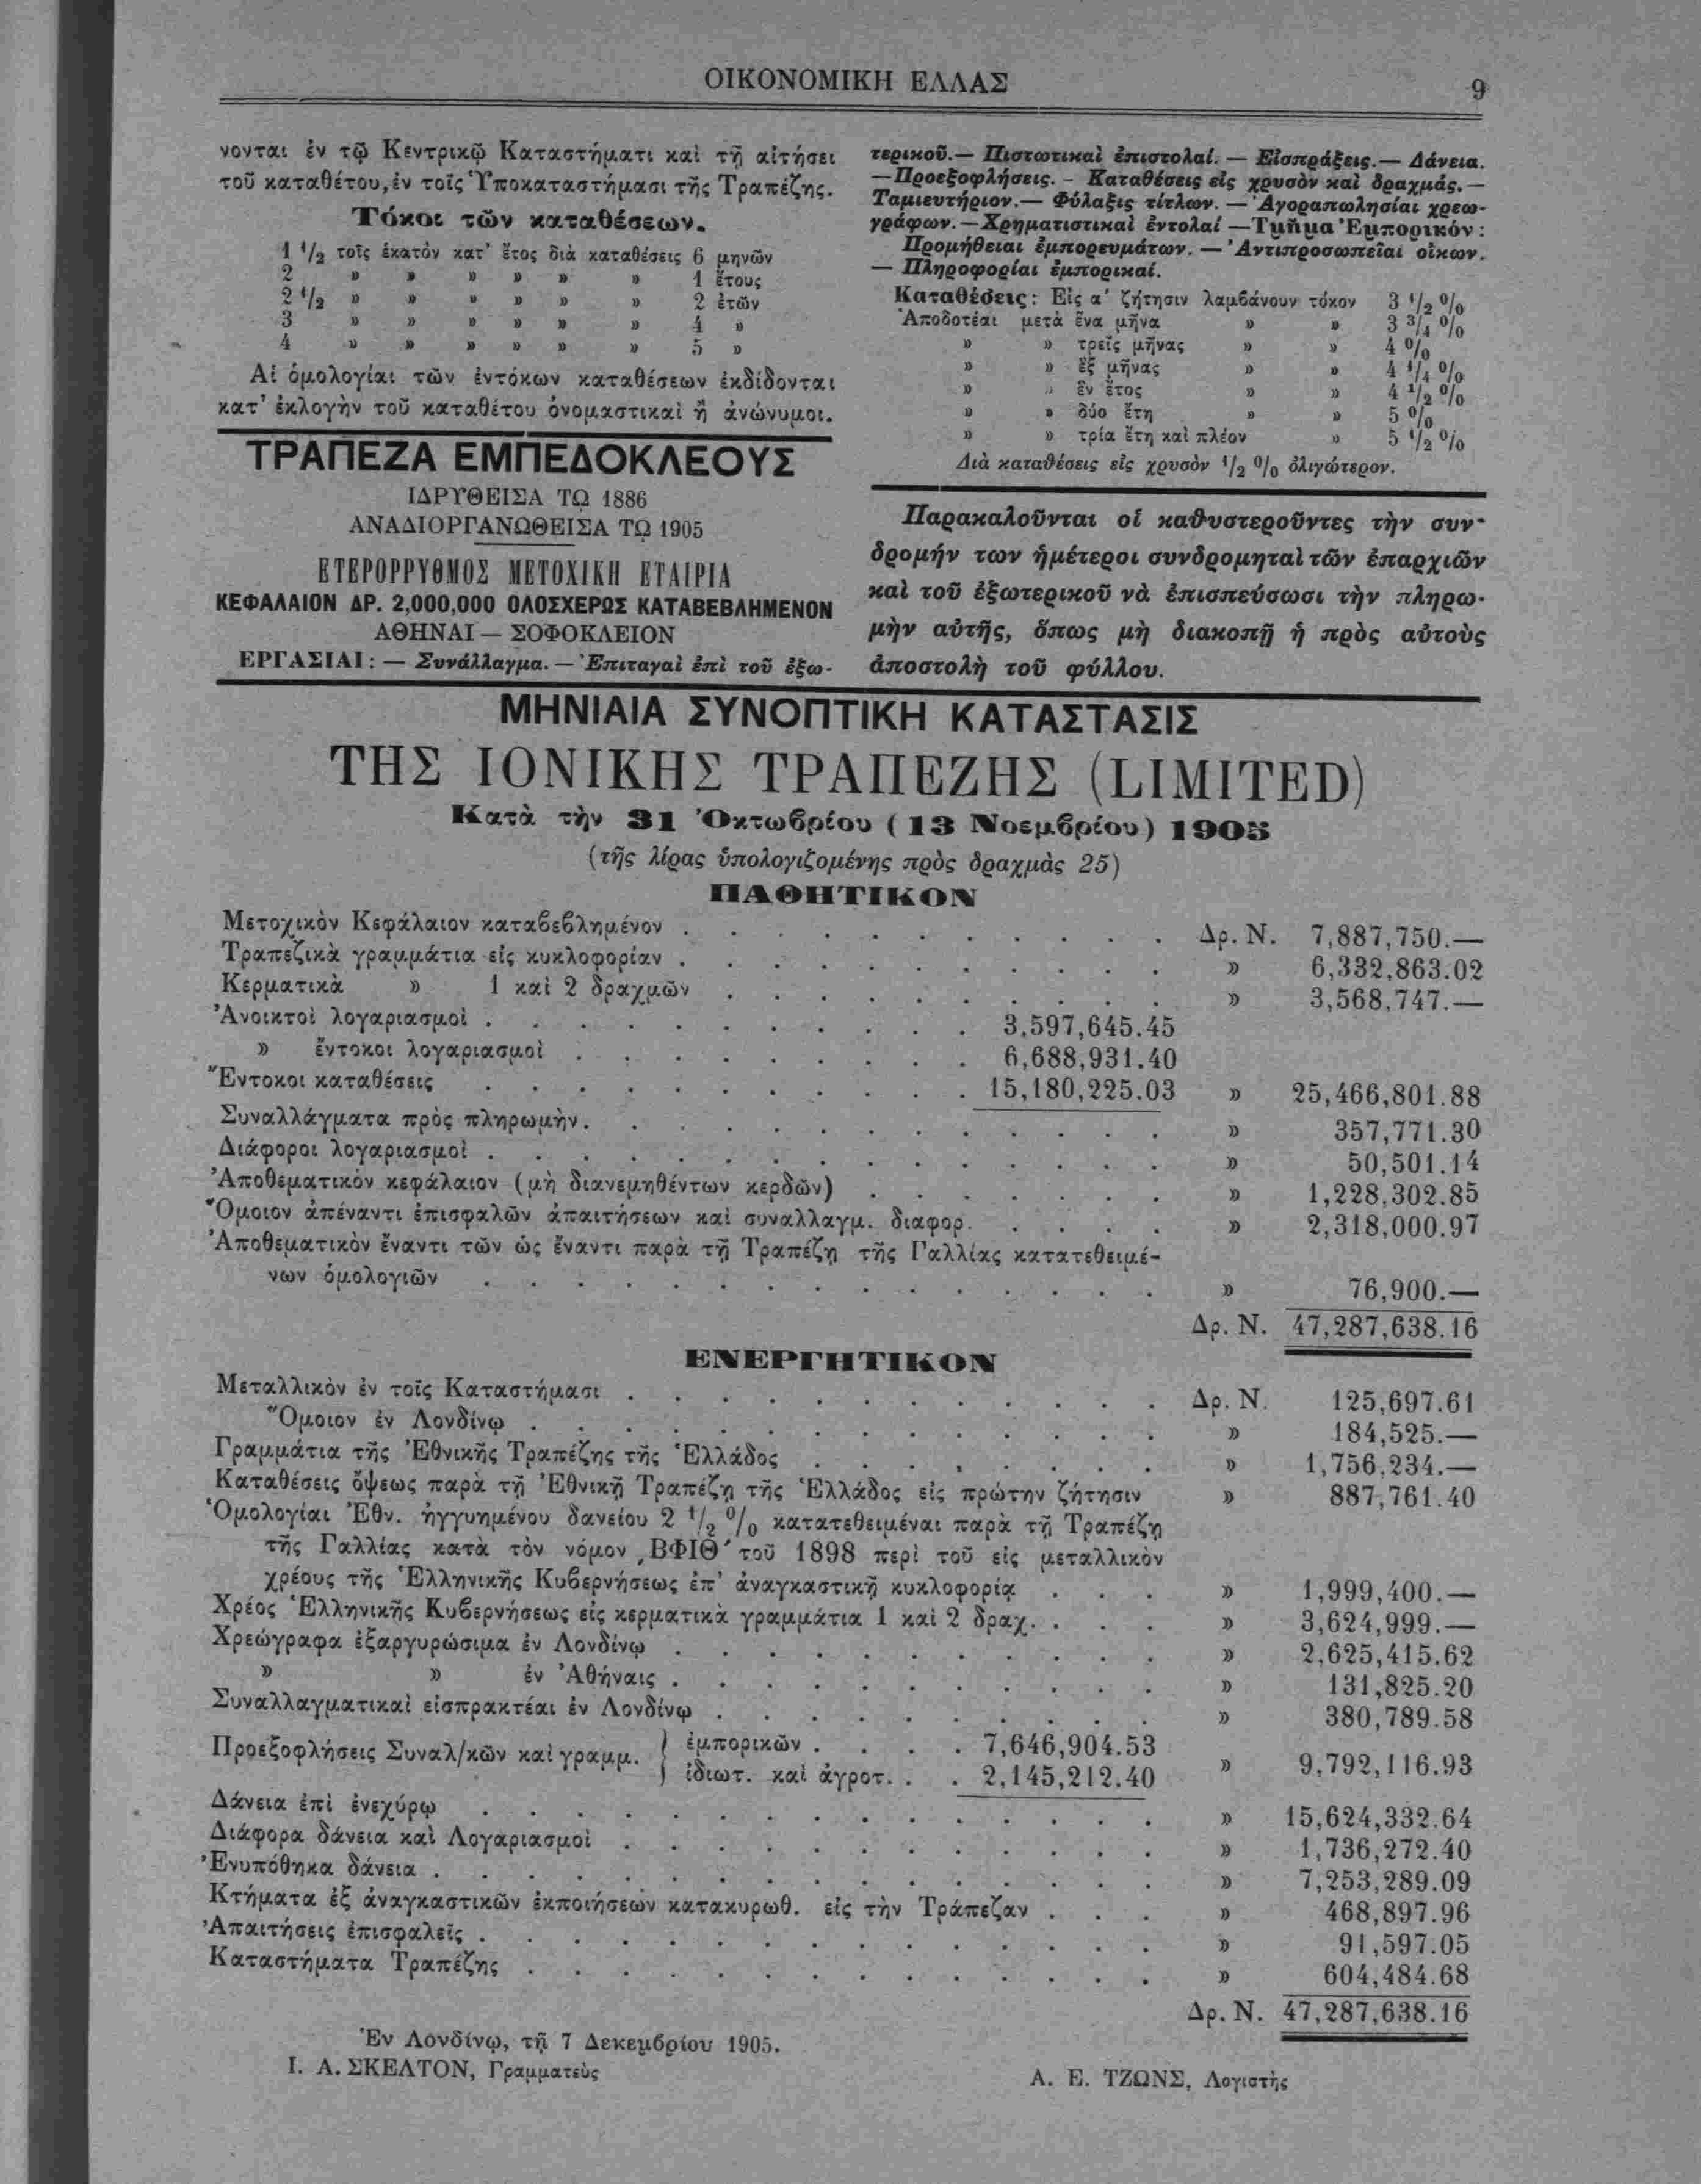 ΟΙΚΟΝΟΜΙΚΗ ΕΛΛΑΣ 9
νονται ἐν τῷ Κεντρικῷ Καταστήματι καὶ τῇ αἰτήσει
τοῦ καταθέτου, ἐν τοῖς Ὑποκαταστήμασι τῆς Τραπέζης.
Τόκοι τῶν καταθέσεων.
1 1/2 τοῖς ἑκατὸν κατ' ἔτος διὰ καταθέσεις 6 μηνῶν
2 » » » » » » 1 ἔτους
2 1/2 » » » » » » 2 ἐτῶν
3 » » » » » » 4 »
4 » » » » » » 5 »
Αἱ ὁμολογίαι τῶν ἐντόκων καταθέσεων ἐκδίδονται
κατ' ἐκλογὴν τοῦ καταθέτου ὀνομαστικαὶ ἢ ἀνώνυμοι.
ΤΡΑΠΕΖΑ ΕΜΠΕΔΟΚΛΕΟΥΣ
ΙΔΡΥΘΕΙΣΑ ΤΩ 1886
ΑΝΑΔΙΟΡΓΑΝΩΘΕΙΣΑ ΤΩ 1905
ΕΤΕΡΟΡΡΥΘΜΟΣ ΜΕΤΟΧΙΚΗ ΕΤΑΙΡΙΑ
ΚΕΦΑΛΑΙΟΝ ΔΡ. 2,000,000 ΟΛΟΣΧΕΡΩΣ ΚΑΤΑΒΕΒΛΗΜΕΝΟΝ
ΑΘΗΝΑΙ — ΣΟΦΟΚΛΕΙΟΝ
ΕΡΓΑΣΙΑΙ : — Συνάλλαγμα. — Ἐπιταγαὶ ἐπὶ τοῦ ἐξω-
τερικοῦ.— Πιστωτικαὶ ἐπιστολαί. — Εἰσπράξεις.— Δάνεια.
—Προεξοφλήσεις. - Καταθέσεις εἰς χρυσὸν καὶ δραχμάς.—
Ταμιευτήριον.— Φύλαξις τίτλων. — Ἀγοραπωλησίαι χρεω-
γράφων.—Χρηματιστικαὶ ἐντολαί —Τμῆμα Ἐμπορικόν :
Προμήθειαι ἐμπορευμάτων. — Ἀντιπροσωπεῖαι οἴκων.
— Πληροφορίαι ἐμπορικαί.
Καταθέσεις : Εἰς α' ζήτησιν λαμβάνουν τόκον 3 1/2 %
Ἀποδοτέαι μετὰ ἕνα μῆνα » » 3 3/4 %
» » τρεῖς μῆνας » » 4 %
» » ἓξ μῆνας » » 4 1/4 %
» » ἓν ἔτος » » 4 1/2 %
» » δύο ἔτη » » 5 %
» » τρία ἔτη καὶ πλέον » 5 1/2 %
Διὰ καταθέσεις εἰς χρυσὸν 1/2 % ὀλιγώτερον.
Παρακαλοῦνται οἱ καθυστεροῦντες τὴν συν-
δρομήν των ἡμέτεροι συνδρομηταὶ τῶν ἐπαρχιῶν
καὶ τοῦ ἐξωτερικοῦ νὰ ἐπισπεύσωσι τὴν πληρω-
μὴν αὐτῆς, ὅπως μὴ διακοπῇ ἡ πρὸς αὐτοὺς
ἀποστολὴ τοῦ φύλλου.
ΜΗΝΙΑΙΑ ΣΥΝΟΠΤΙΚΗ ΚΑΤΑΣΤΑΣΙΣ
ΤΗΣ ΙΟΝΙΚΗΣ ΤΡΑΠΕΖΗΣ (LIMITED)
Κατὰ τὴν 31 Ὀκτωβρίου (13 Νοεμβρίου) 1905
(τῆς λίρας ὑπολογιζομένης πρὸς δραχμὰς 25)
ΠΑΘΗΤΙΚΟΝ
Μετοχικὸν Κεφάλαιον καταβεβλημένον . Δρ. Ν. 7,887,750.—
Τραπεζικὰ γραμμάτια εἰς κυκλοφορίαν . » 6,332,863.02
Κερματικὰ » 1 καὶ 2 δραχμῶν . » 3,568,747.—
Ἀνοικτοὶ λογαριασμοὶ . 3,597,645.45
» ἔντοκοι λογαριασμοὶ . 6,688,931.40
Ἔντοκοι καταθέσεις . 15,180,225.03 » 25,466,801.88
Συναλλάγματα πρὸς πληρωμὴν . » 357,771.30
Διάφοροι λογαριασμοὶ . » 50,501.14
Ἀποθεματικὸν κεφάλαιον (μὴ διανεμηθέντων κερδῶν) . » 1,228,302.85
Ὅμοιον ἀπέναντι ἐπισφαλῶν ἀπαιτήσεων καὶ συναλλαγμ. διαφορ. . » 2,318,000.97
Ἀποθεματικὸν ἔναντι τῶν ὡς ἔναντι παρὰ τῇ Τραπέζῃ τῆς Γαλλίας κατατεθειμέ-
νων ὁμολογιῶν . » 76,900.—
Δρ. Ν. 47,287,638.16
ΕΝΕΡΓΗΤΙΚΟΝ
Μεταλλικὸν ἐν τοῖς Καταστήμασι . Δρ. Ν. 125,697.61
Ὅμοιον ἐν Λονδίνῳ . » 184,525.—
Γραμμάτια τῆς Ἐθνικῆς Τραπέζης τῆς Ἑλλάδος . » 1,756,234.—
Καταθέσεις ὄψεως παρὰ τῇ Ἐθνικῇ Τραπέζῃ τῆς Ἑλλάδος εἰς πρώτην ζήτησιν » 887,761.40
Ὁμολογίαι Ἐθν. ἠγγυημένου δανείου 2 1/2 % κατατεθειμέναι παρὰ τῇ Τραπέζῃ
τῆς Γαλλίας κατὰ τὸν νόμον ͵ΒΦΙΘ' τοῦ 1898 περὶ τοῦ εἰς μεταλλικὸν
χρέους τῆς Ἑλληνικῆς Κυβερνήσεως ἐπ' ἀναγκαστικῇ κυκλοφορίᾳ . » 1,999,400.—
Χρέος Ἑλληνικῆς Κυβερνήσεως εἰς κερματικὰ γραμμάτια 1 καὶ 2 δραχ. . » 3,624,999.—
Χρεώγραφα ἐξαργυρώσιμα ἐν Λονδίνῳ . » 2,625,415.62
» » ἐν Ἀθήναις . » 131,825.20
Συναλλαγματικαὶ εἰσπρακτέαι ἐν Λονδίνῳ . » 380,789.58
Προεξοφλήσεις Συναλ/κῶν καὶ γραμμ. } ἐμπορικῶν . 7,646,904.53
ἰδιωτ. καὶ ἀγροτ. . 2,145,212.40 » 9,792,116.93
Δάνεια ἐπὶ ἐνεχύρῳ . » 15,624,332.64
Διάφορα δάνεια καὶ Λογαριασμοὶ . » 1,736,272.40
Ἐνυπόθηκα δάνεια . » 7,253,289.09
Κτήματα ἐξ ἀναγκαστικῶν ἐκποιήσεων κατακυρωθ. εἰς τὴν Τράπεζαν . » 468,897.96
Ἀπαιτήσεις ἐπισφαλεῖς . » 91,597.05
Καταστήματα Τραπέζης . » 604,484.68
Δρ. Ν. 47,287,638.16
Ἐν Λονδίνῳ, τῇ 7 Δεκεμβρίου 1905.
Ι. Α. ΣΚΕΛΤΟΝ, Γραμματεὺς
Α. Ε. ΤΖΩΝΣ, Λογιστὴς